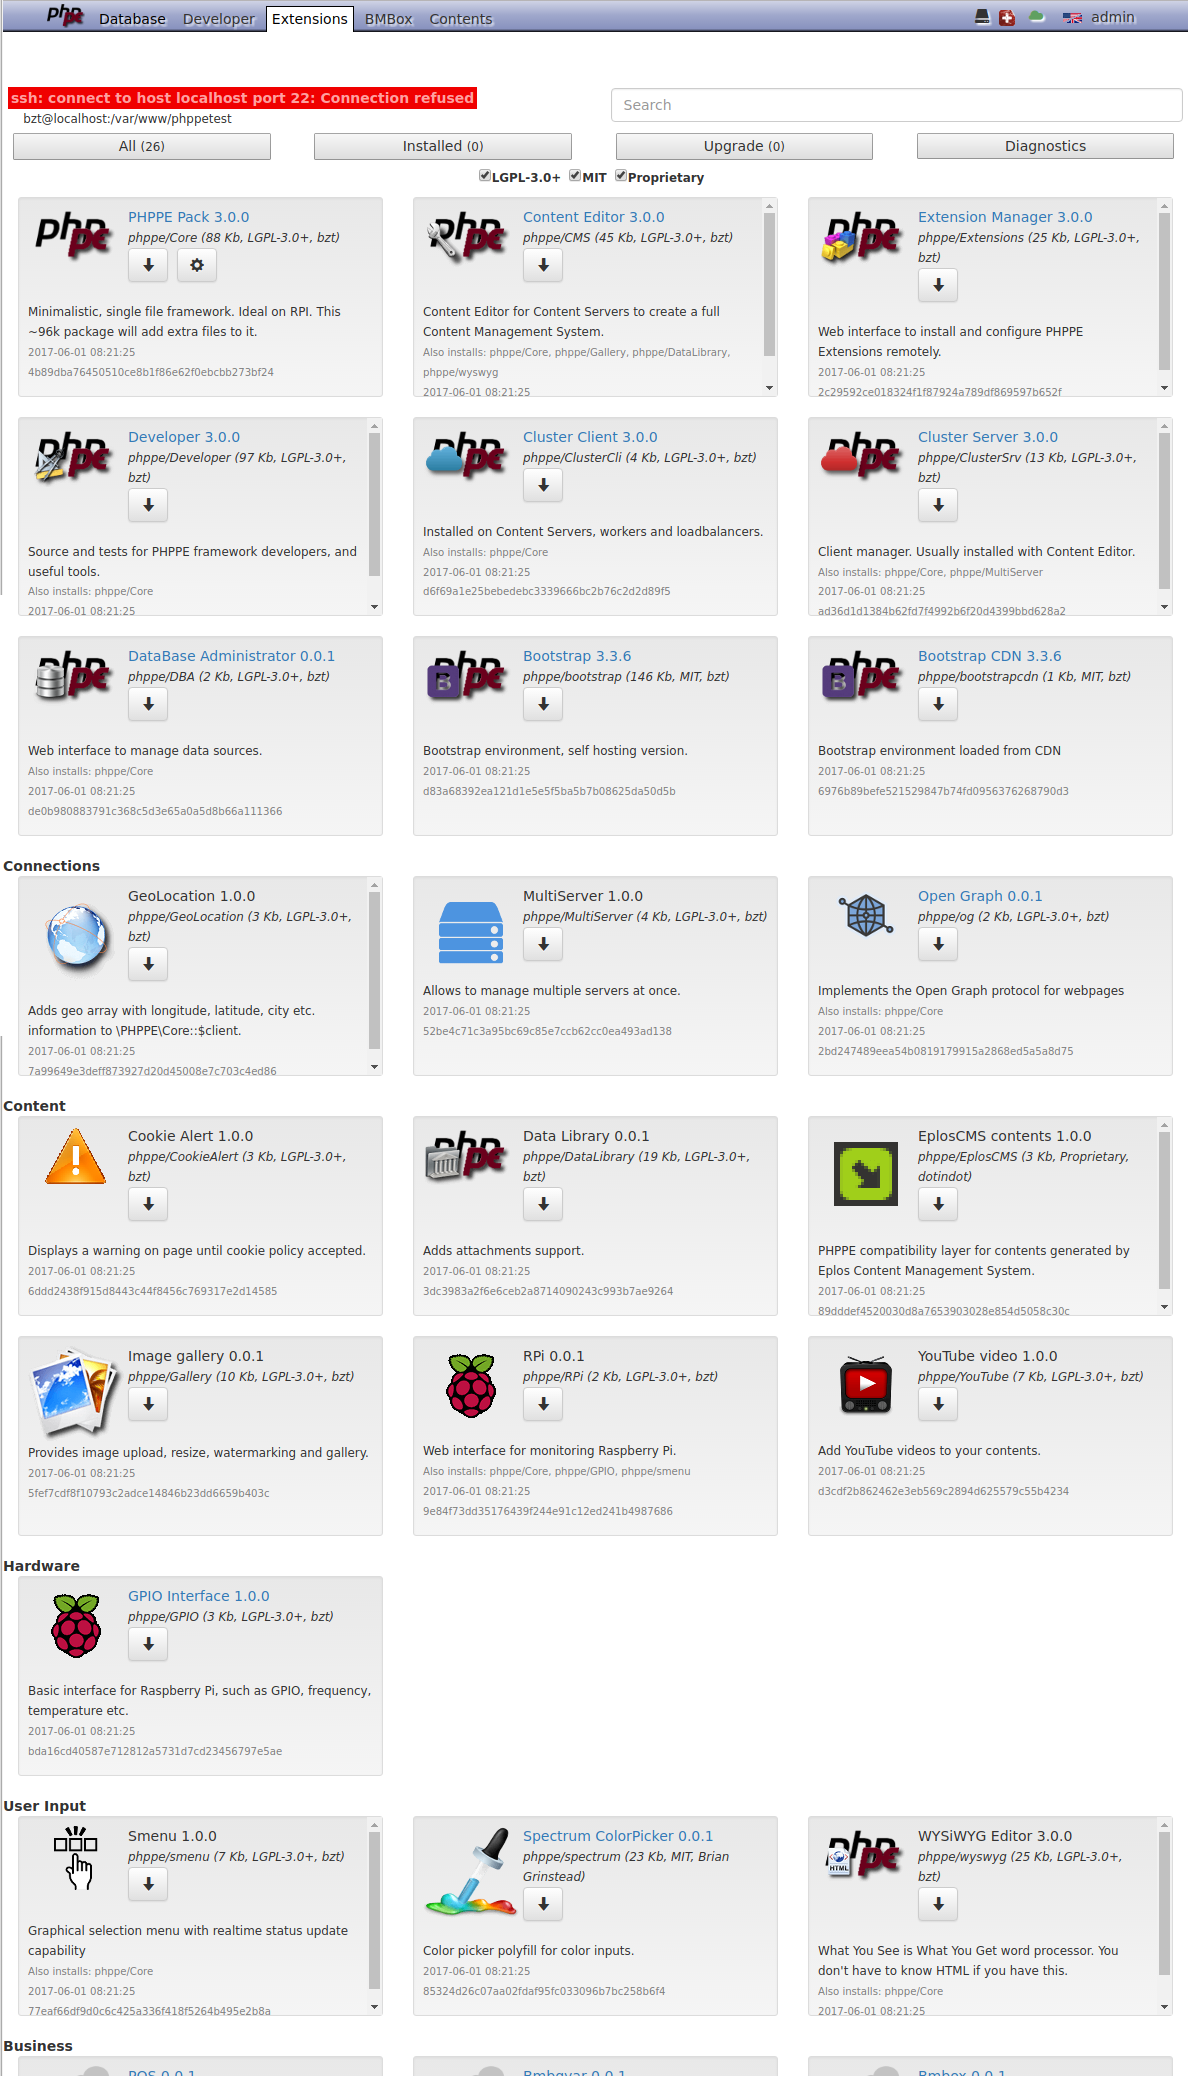 php pe Database Developer Extensions BMBox Contents admin
ssh: connect to host localhost port 22: Connection refused
Search
bzt@localhost:/var/www/phppetest
All (26) Installed (0) Upgrade (0) Diagnostics
LGPL-3.0+ MIT Proprietary
PHPPE Pack 3.0.0
phppe/Core (88 Kb, LGPL-3.0+, bzt)
Minimalistic, single file framework. Ideal on RPI. This
~96k package will add extra files to it.
2017-06-01 08:21:25
4b89dba76450510ce8b1f86e62f0ebcbb273bf24
Content Editor 3.0.0
phppe/CMS (45 Kb, LGPL-3.0+, bzt)
Content Editor for Content Servers to create a full
Content Management System.
Also installs: phppe/Core, phppe/Gallery, phppe/DataLibrary,
phppe/wyswyg
2017-06-01 08:21:25
Extension Manager 3.0.0
phppe/Extensions (25 Kb, LGPL-3.0+,
bzt)
Web interface to install and configure PHPPE
Extensions remotely.
2017-06-01 08:21:25
2c29592ce018324f1f87924a789df869597b652f
Developer 3.0.0
phppe/Developer (97 Kb, LGPL-3.0+,
bzt)
Source and tests for PHPPE framework developers, and
useful tools.
Also installs: phppe/Core
2017-06-01 08:21:25
Cluster Client 3.0.0
phppe/ClusterCli (4 Kb, LGPL-3.0+, bzt)
Installed on Content Servers, workers and loadbalancers.
Also installs: phppe/Core
2017-06-01 08:21:25
d6f69a1e25bebedebc3339666bc2b76c2d2d89f5
Cluster Server 3.0.0
phppe/ClusterSrv (13 Kb, LGPL-3.0+,
bzt)
Client manager. Usually installed with Content Editor.
Also installs: phppe/Core, phppe/MultiServer
2017-06-01 08:21:25
ad36d1d1384b62fd7f4992b6f20d4399bbd628a2
DataBase Administrator 0.0.1
phppe/DBA (2 Kb, LGPL-3.0+, bzt)
Web interface to manage data sources.
Also installs: phppe/Core
2017-06-01 08:21:25
de0b980883791c368c5d3e65a0a5d8b66a111366
Bootstrap 3.3.6
phppe/bootstrap (146 Kb, MIT, bzt)
Bootstrap environment, self hosting version.
2017-06-01 08:21:25
d83a68392ea121d1e5e5f5ba5b7b08625da50d5b
Bootstrap CDN 3.3.6
phppe/bootstrapcdn (1 Kb, MIT, bzt)
Bootstrap environment loaded from CDN
2017-06-01 08:21:25
6976b89befe521529847b74fd0956376268790d3
Connections
GeoLocation 1.0.0
phppe/GeoLocation (3 Kb, LGPL-3.0+,
bzt)
Adds geo array with longitude, latitude, city etc.
information to \PHPPE\Core::$client.
2017-06-01 08:21:25
7a99649e3deff873927d20d45008e7c703c4ed86
MultiServer 1.0.0
phppe/MultiServer (4 Kb, LGPL-3.0+, bzt)
Allows to manage multiple servers at once.
2017-06-01 08:21:25
52be4c71c3a95bc69c85e7ccb62cc0ea493ad138
Open Graph 0.0.1
phppe/og (2 Kb, LGPL-3.0+, bzt)
Implements the Open Graph protocol for webpages
Also installs: phppe/Core
2017-06-01 08:21:25
2bd247489eea54b0819179915a2868ed5a5a8d75
Content
Cookie Alert 1.0.0
phppe/CookieAlert (3 Kb, LGPL-3.0+,
bzt)
Displays a warning on page until cookie policy accepted.
2017-06-01 08:21:25
6ddd2438f915d8443c44f8456c769317e2d14585
Data Library 0.0.1
phppe/DataLibrary (19 Kb, LGPL-3.0+,
bzt)
Adds attachments support.
2017-06-01 08:21:25
3dc3983a2f6e6ceb2a8714090243c993b7ae9264
EplosCMS contents 1.0.0
phppe/EplosCMS (3 Kb, Proprietary,
dotindot)
PHPPE compatibility layer for contents generated by
Eplos Content Management System.
2017-06-01 08:21:25
89dddef4520030d8a7653903028e854d5058c30c
Image gallery 0.0.1
phppe/Gallery (10 Kb, LGPL-3.0+, bzt)
Provides image upload, resize, watermarking and gallery.
2017-06-01 08:21:25
5fef7cdf8f10793c2adce14846b23dd6659b403c
RPi 0.0.1
phppe/RPi (2 Kb, LGPL-3.0+, bzt)
Web interface for monitoring Raspberry Pi.
Also installs: phppe/Core, phppe/GPIO, phppe/smenu
2017-06-01 08:21:25
9e84f73dd35176439f244e91c12ed241b4987686
YouTube video 1.0.0
phppe/YouTube (7 Kb, LGPL-3.0+, bzt)
Add YouTube videos to your contents.
2017-06-01 08:21:25
d3cdf2b862462e3eb569c2894d625579c55b4234
Hardware
GPIO Interface 1.0.0
phppe/GPIO (3 Kb, LGPL-3.0+, bzt)
Basic interface for Raspberry Pi, such as GPIO, frequency,
temperature etc.
2017-06-01 08:21:25
bda16cd40587e712812a5731d7cd23456797e5ae
User Input
Smenu 1.0.0
phppe/smenu (7 Kb, LGPL-3.0+, bzt)
Graphical selection menu with realtime status update
capability
Also installs: phppe/Core
2017-06-01 08:21:25
77eaf66df9d0c6c425a336f418f5264b495e2b8a
Spectrum ColorPicker 0.0.1
phppe/spectrum (23 Kb, MIT, Brian
Grinstead)
Color picker polyfill for color inputs.
2017-06-01 08:21:25
85324d26c07aa02fdaf95fc033096b7bc258b6f4
WYSiWYG Editor 3.0.0
phppe/wyswyg (25 Kb, LGPL-3.0+,
bzt)
What You See is What You Get word processor. You
don't have to know HTML if you have this.
Also installs: phppe/Core
2017-06-01 08:21:25
Business
POS 0.0.1
Bmhgyar 0.0.1
Bmbox 0.0.1